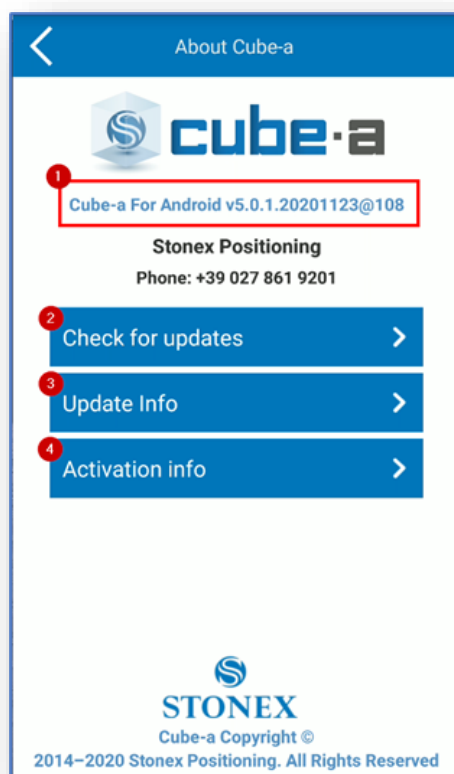 About Cube-a
cube·a
1
Cube-a For Android v5.0.1.20201123@108
Stonex Positioning
Phone: +39 027 861 9201
2
Check for updates
3
Update Info
4
Activation info
STONEX
Cube-a Copyright ©
2014–2020 Stonex Positioning. All Rights Reserved